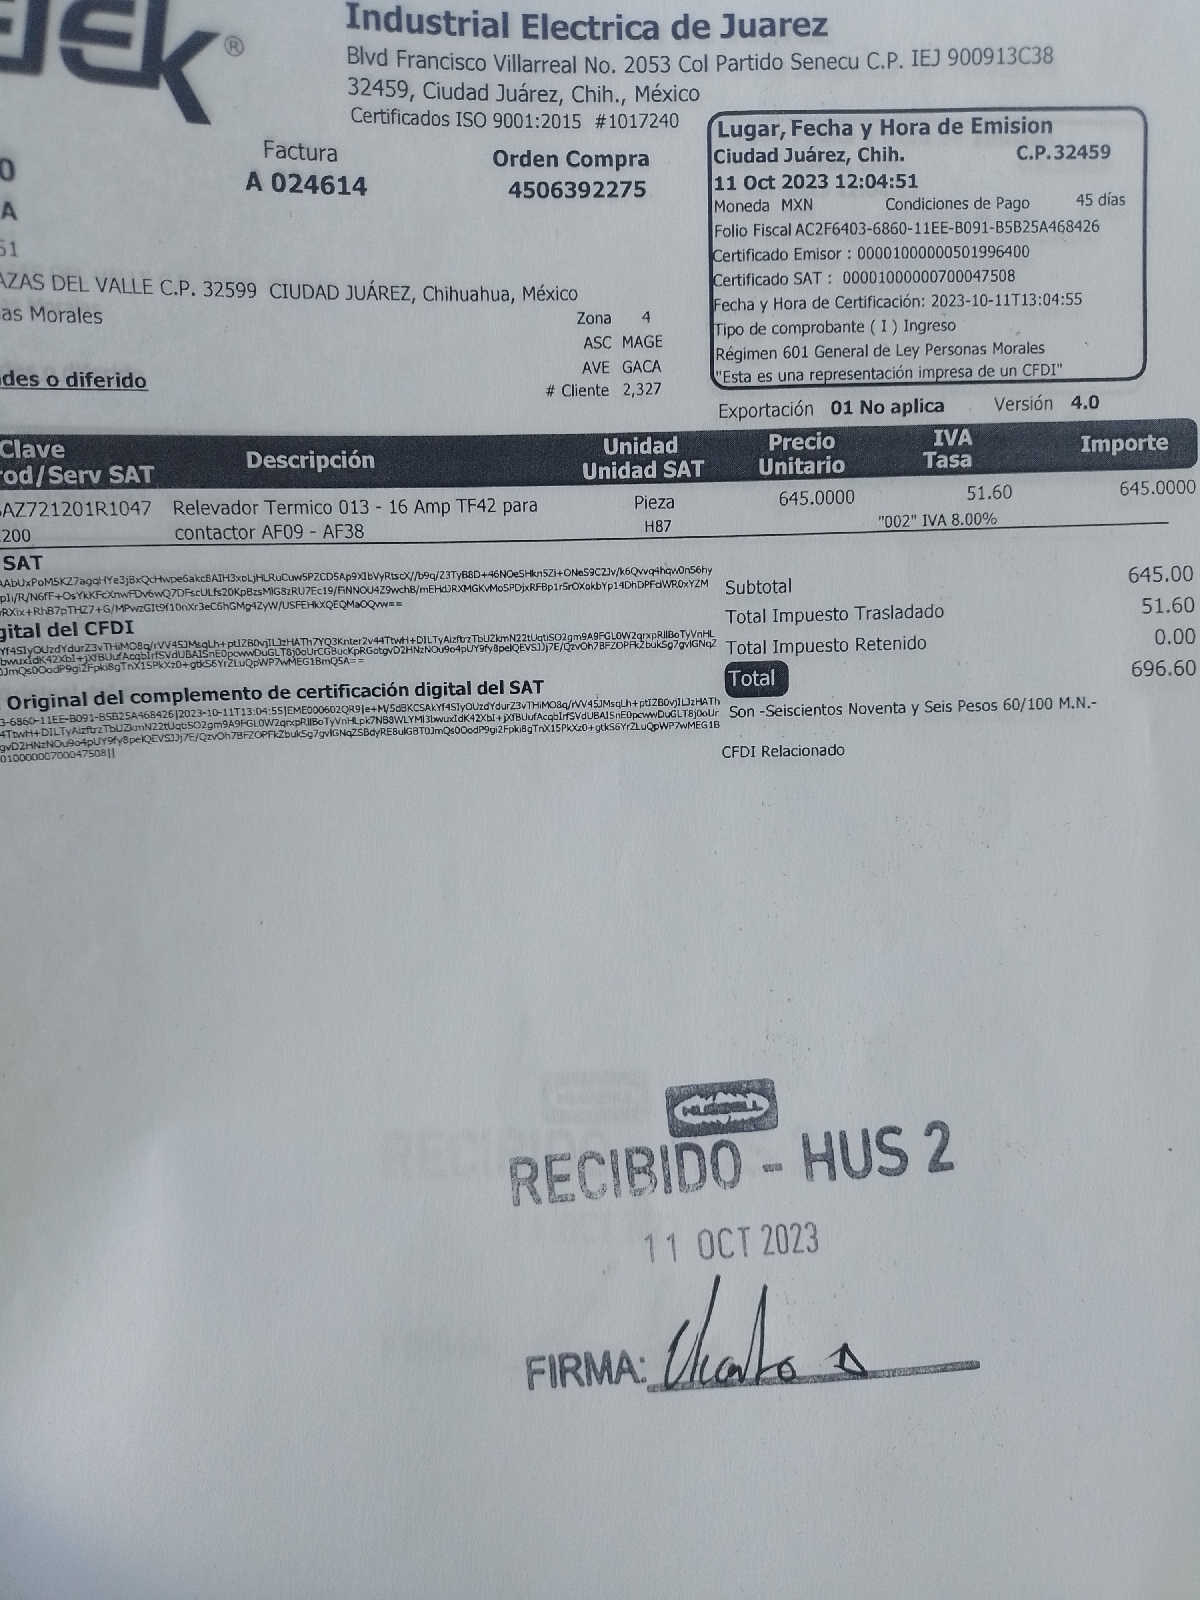 Industrial Electrica de Juarez
Blvd Francisco Villarreal No. 2053 Col Partido Senecu C.P. IEJ 900913C38
32459, Ciudad Juárez, Chih., México
Certificados ISO 9001:2015 #1017240
Factura
A 024614
Orden Compra
4506392275
Lugar, Fecha y Hora de Emision
Ciudad Juárez, Chih. C.P.32459
11 Oct 2023 12:04:51
Moneda MXN Condiciones de Pago 45 días
Folio Fiscal AC2F6403-6860-11EE-B091-B5B25A468426
Certificado Emisor : 00001000000501996400
Certificado SAT : 00001000000700047508
Fecha y Hora de Certificación: 2023-10-11T13:04:55
Tipo de comprobante ( I ) Ingreso
Régimen 601 General de Ley Personas Morales
"Esta es una representación impresa de un CFDI"
AZAS DEL VALLE C.P. 32599 CIUDAD JUÁREZ, Chihuahua, México
as Morales
Zona 4
ASC MAGE
AVE GACA
# Cliente 2,327
des o diferido
Exportación 01 No aplica Versión 4.0
Clave
rod/Serv SAT
Descripción
Unidad
Unidad SAT
Precio
Unitario
IVA
Tasa
Importe
AZ721201R1047 Relevador Termico 013 - 16 Amp TF42 para Pieza 645.0000 51.60 645.0000
200 contactor AF09 - AF38 H87 "002" IVA 8.00%
SAT
gital del CFDI
Original del complemento de certificación digital del SAT
Subtotal 645.00
Total Impuesto Trasladado 51.60
Total Impuesto Retenido 0.00
Total 696.60
Son -Seiscientos Noventa y Seis Pesos 60/100 M.N.-
CFDI Relacionado
HUBBELL
RECIBIDO - HUS 2
11 OCT 2023
FIRMA: